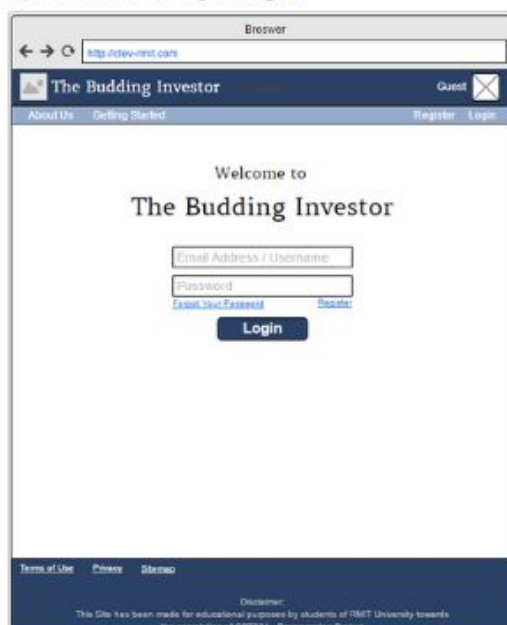 Broswer
http://dev-rmit.com
The Budding Investor
Guest
About Us Getting Started Register Login
Welcome to
The Budding Investor
Email Address / Username
Password
Forgot Your Password Register
Login
Terms of Use Privacy Sitemap
Disclaimer:
This Site has been made for educational purposes by students of RMIT University towards